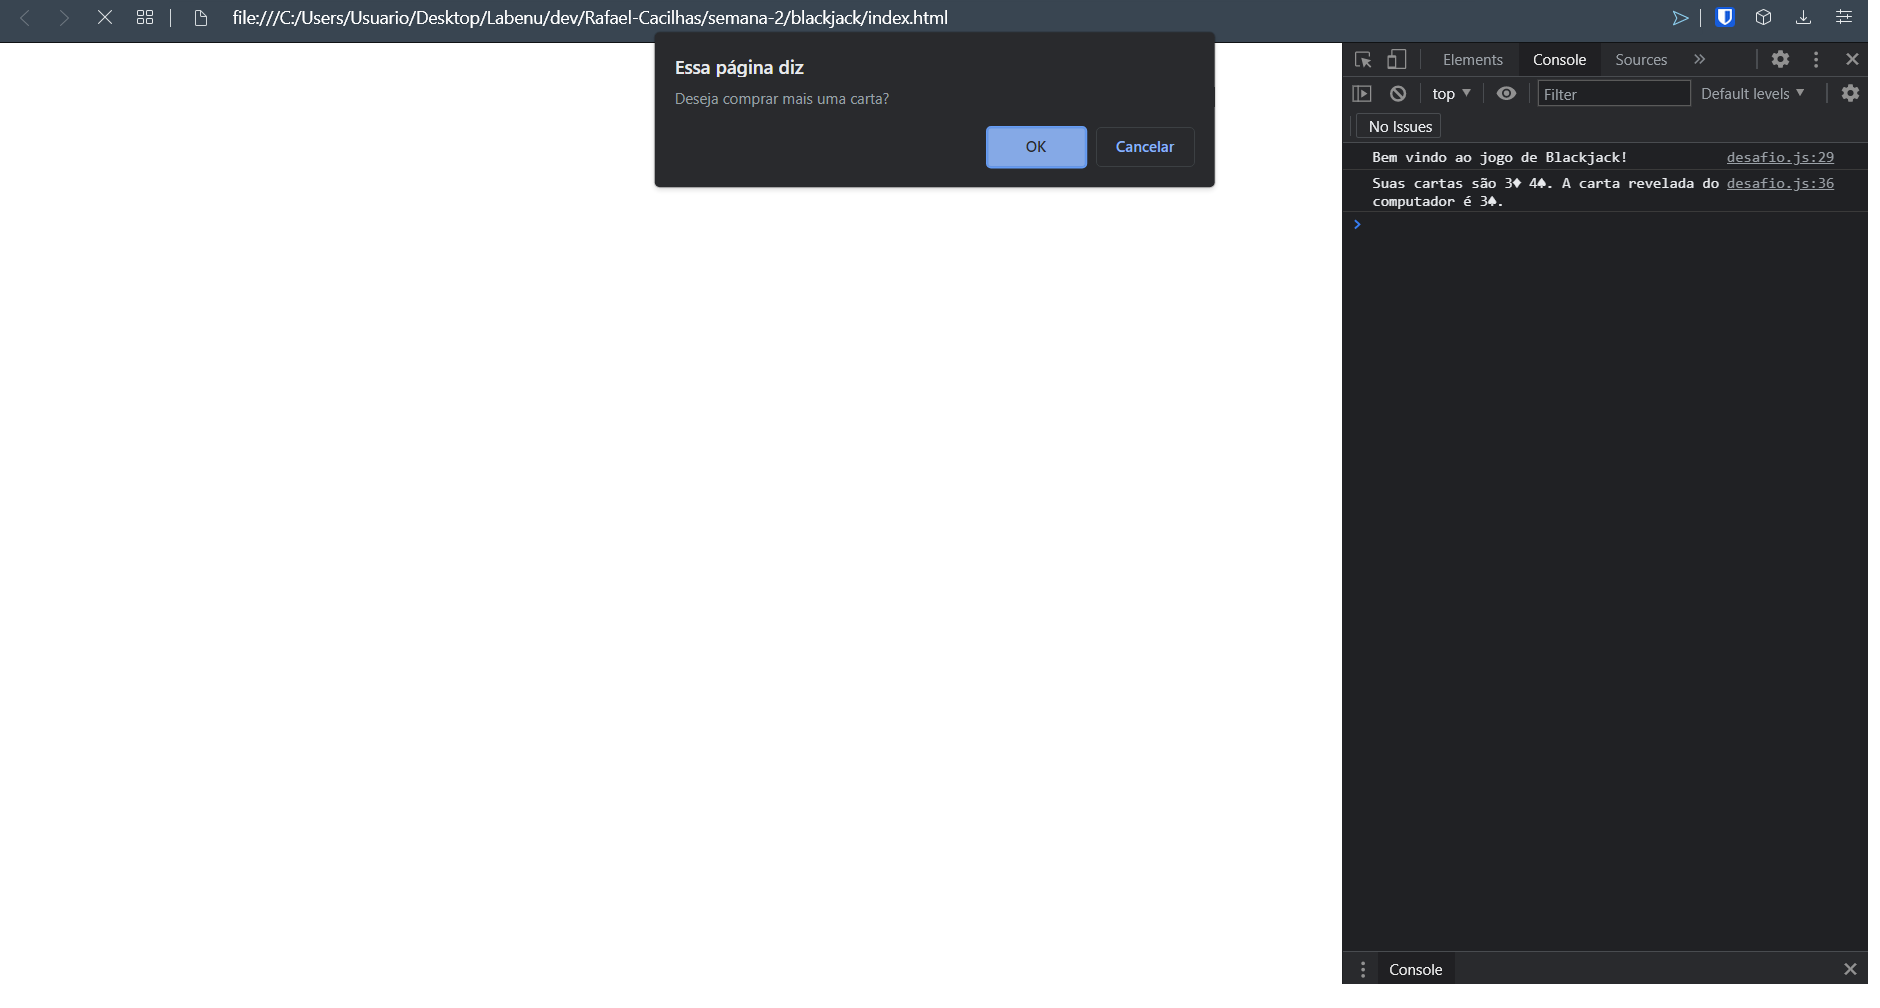 file:///C:/Users/Usuario/Desktop/Labenu/dev/Rafael-Cacilhas/semana-2/blackjack/index.html
Essa página diz
Deseja comprar mais uma carta?
OK
Cancelar
Elements
Console
Sources
top
Filter
Default levels
No Issues
Bem vindo ao jogo de Blackjack!
desafio.js:29
Suas cartas são 3♦ 4♠. A carta revelada do
desafio.js:36
computador é 3♠.
Console